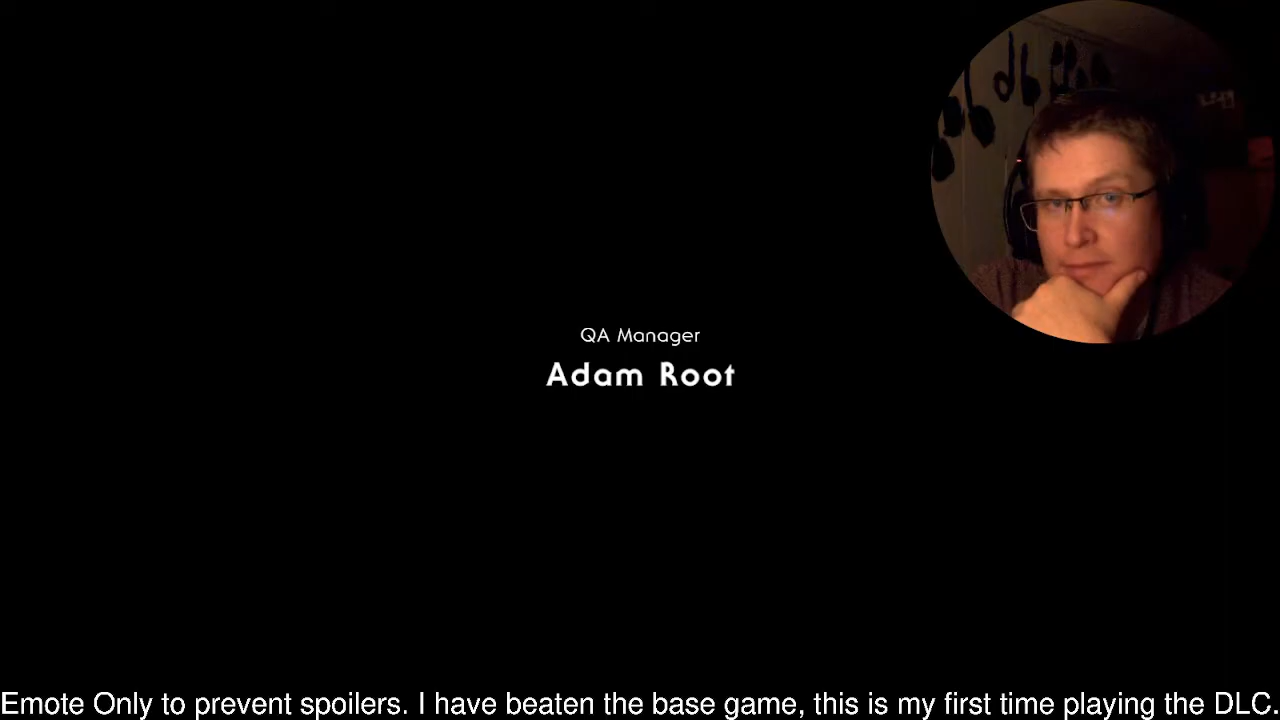 QA Manager
Adam Root
Emote Only to prevent spoilers. I have beaten the base game, this is my first time playing the DLC.